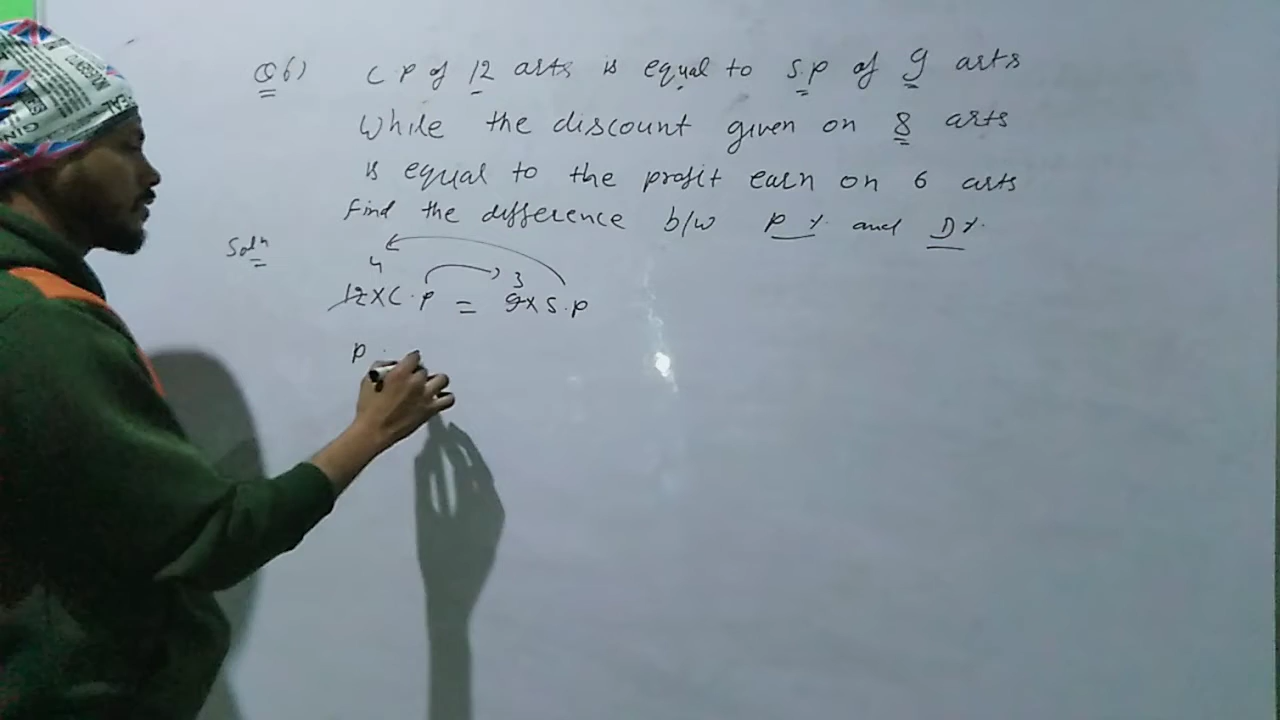 Q 6) C P of 12 arts is equal to S.P of 9 arts
While the discount given on 8 arts
is equal to the profit earn on 6 arts
Find the difference b/w P % and D%.
Solⁿ
4 3
12 X C.P = 9 X S.P
P